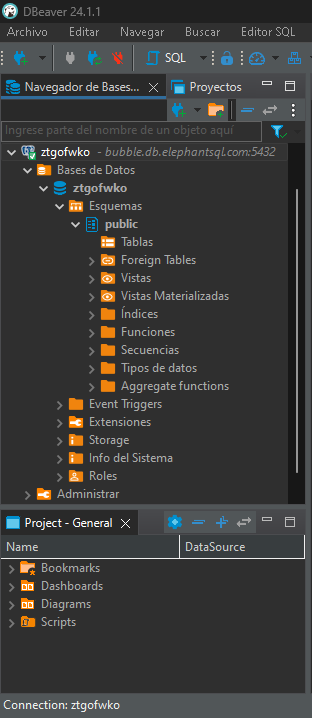 DBeaver 24.1.1
Archivo Editar Navegar Buscar Editor SQL
SQL
Navegador de Bases... Proyectos
Ingrese parte del nombre de un objeto aquí
ztgofwko - bubble.db.elephantsql.com:5432
Bases de Datos
ztgofwko
Esquemas
public
Tablas
Foreign Tables
Vistas
Vistas Materializadas
Índices
Funciones
Secuencias
Tipos de datos
Aggregate functions
Event Triggers
Extensiones
Storage
Info del Sistema
Roles
Administrar
Project - General
Name DataSource
Bookmarks
Dashboards
Diagrams
Scripts
Connection: ztgofwko